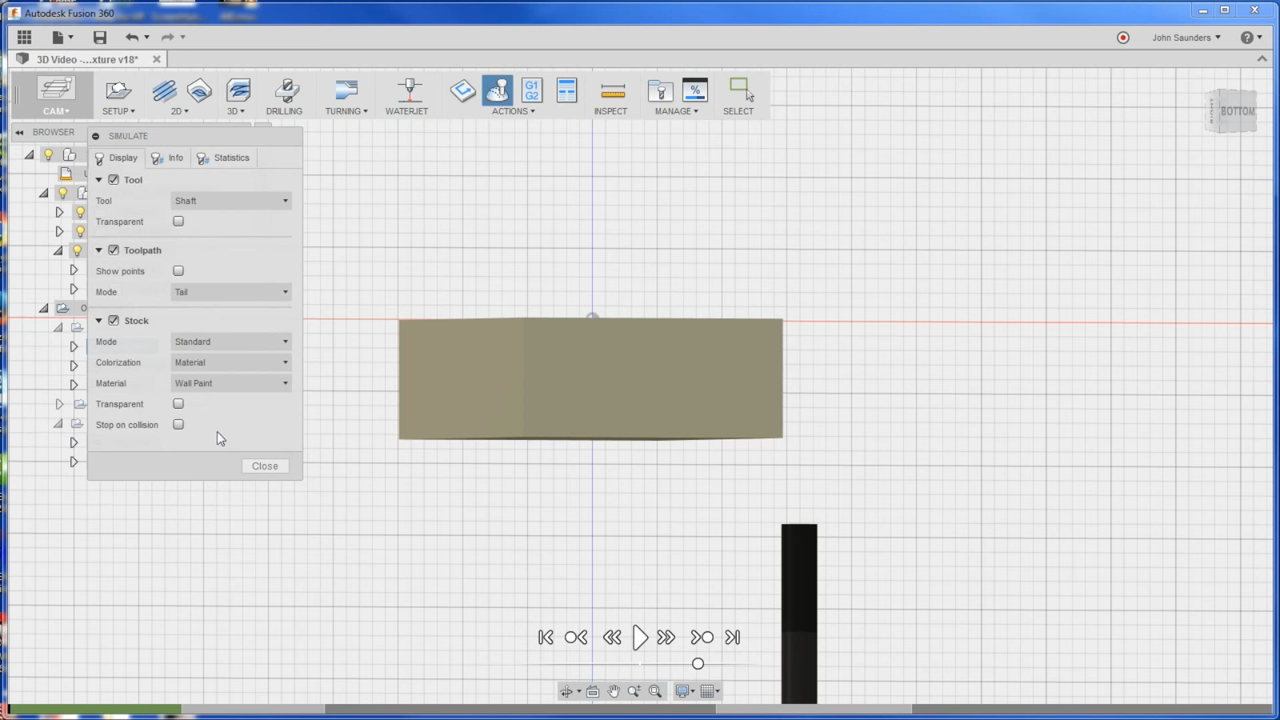 Autodesk Fusion 360
John Saunders
3D Video -...xture v18*
CAM
SETUP
2D
3D
DRILLING
TURNING
WATERJET
G1
G2
ACTIONS
INSPECT
MANAGE
SELECT
BOTTOM
BROWSER
SIMULATE
Display
Info
Statistics
Tool
Tool
Shaft
Transparent
Toolpath
Show points
Mode
Tail
Stock
Mode
Standard
Colorization
Material
Material
Wall Paint
Transparent
Stop on collision
Close